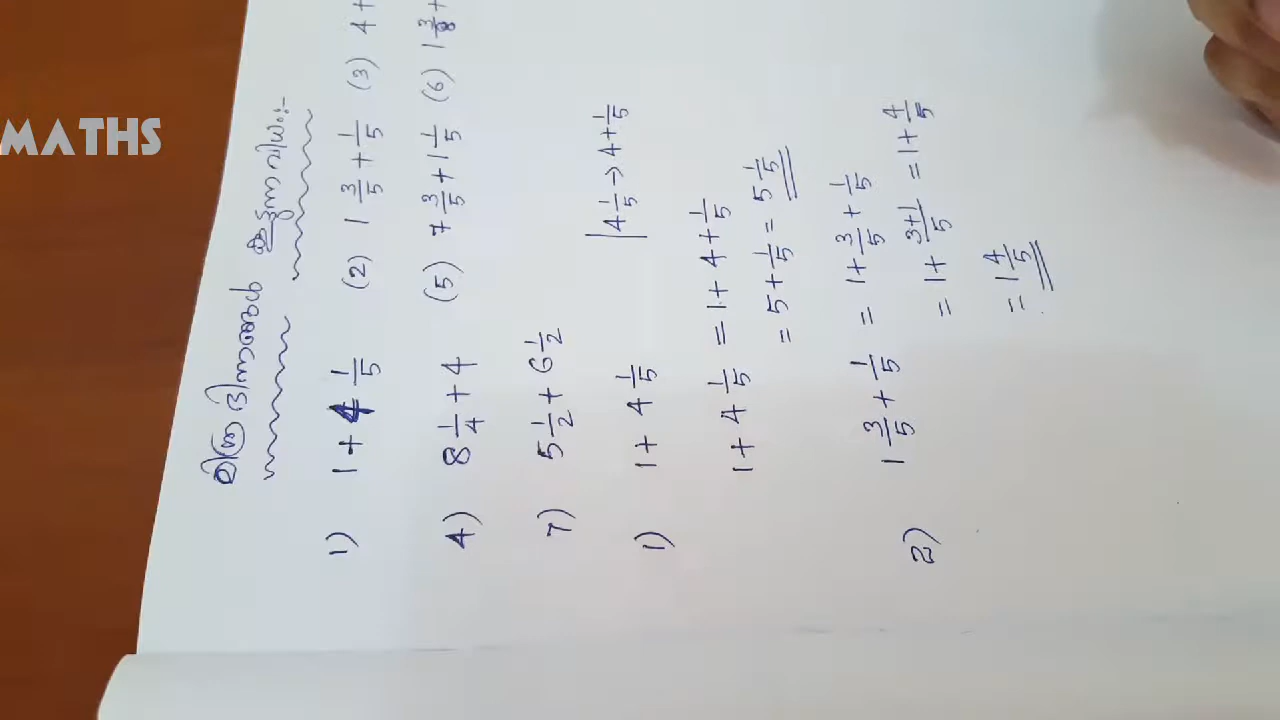 MATHS
മിശ്രഭിന്നങ്ങൾ കൂട്ടുന്നവിധം:-
1) 1 + 4 1/5 (2) 1 3/5 + 1/5 (3) 4 +
4) 8 1/4 + 4 (5) 7 3/5 + 1 1/5 (6) 1 3/8 +
7) 5 1/2 + 6 1/2
1) 1 + 4 1/5 | 4 1/5 → 4 + 1/5
1 + 4 1/5 = 1 + 4 + 1/5
= 5 + 1/5 = 5 1/5
2) 1 3/5 + 1/5 = 1 + 3/5 + 1/5
= 1 + 3+1/5 = 1 + 4/5
= 1 4/5